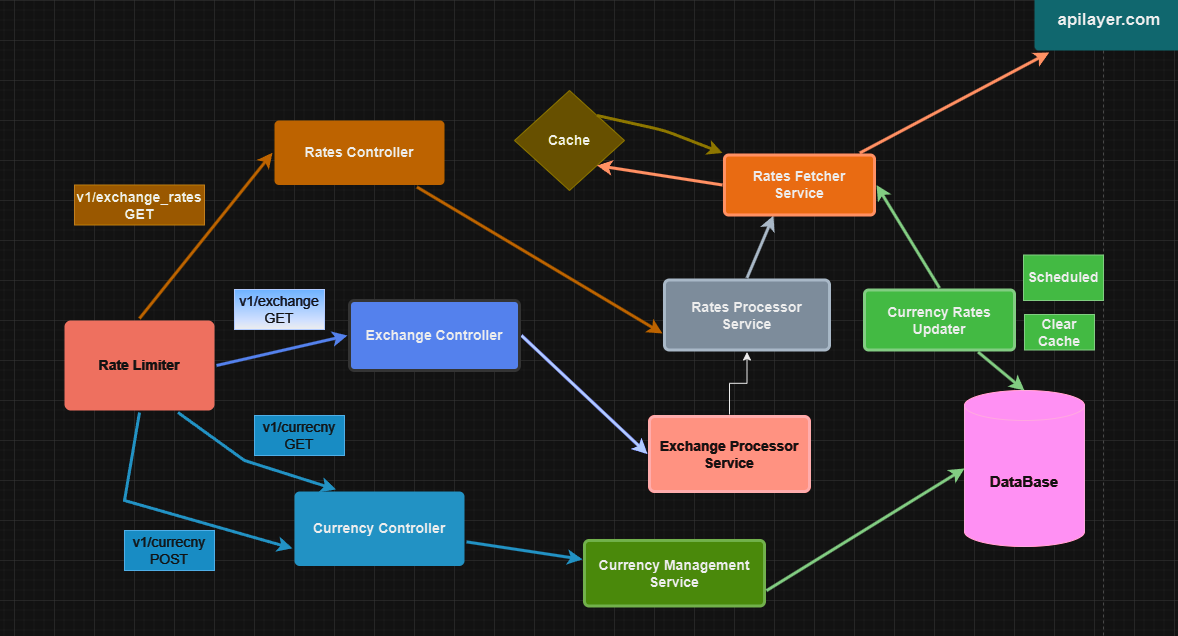 apilayer.com
Cache
Rates Controller
Rates Fetcher
Service
v1/exchange_rates
GET
Scheduled
v1/exchange
GET
Exchange Controller
Rates Processor
Service
Currency Rates
Updater
Clear
Cache
Rate Limiter
v1/currecny
GET
Exchange Processor
Service
DataBase
Currency Controller
v1/currecny
POST
Currency Management
Service